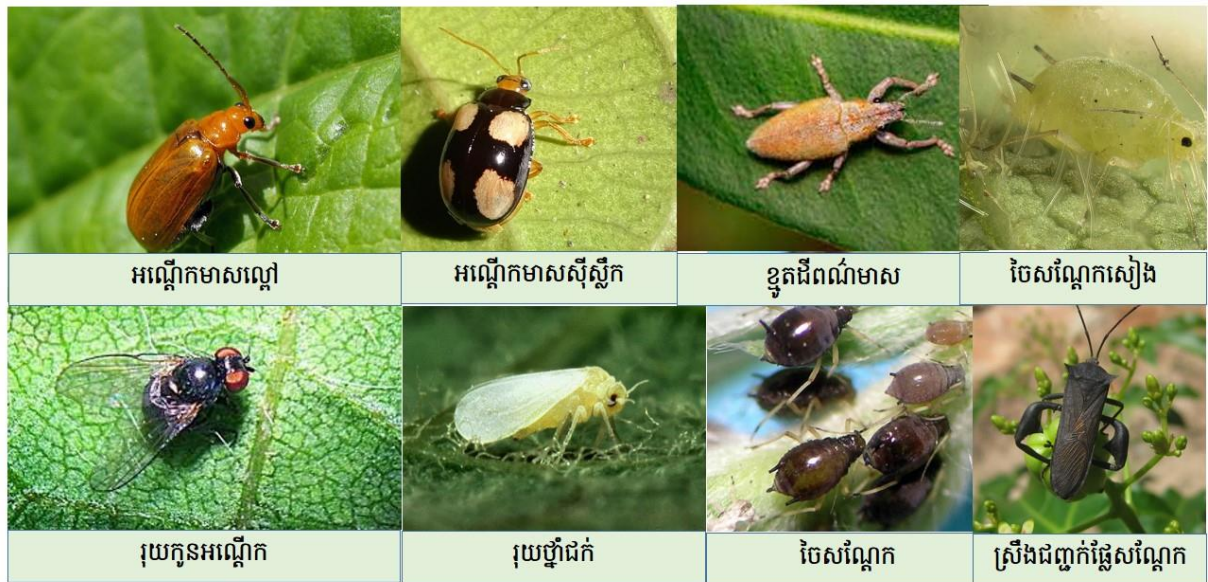 អណ្តើកមាសល្ពៅ
អណ្តើកមាសស៊ីស្លឹក
ខ្មូតដីពណ៌មាស
ចៃសណ្តែកសៀង
រុយកូនអណ្តើក
រុយថ្នាំជក់
ចៃសណ្តែក
ស្រឹងជញ្ជក់ផ្លែសណ្តែក